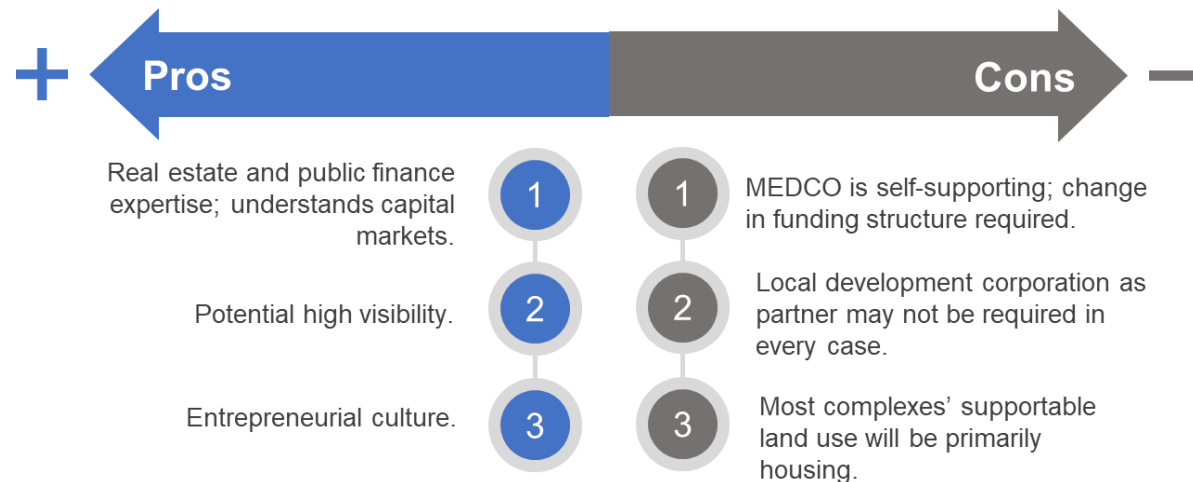 +
Pros
Cons
−
Real estate and public finance
expertise; understands capital
markets.
1
1
MEDCO is self-supporting; change
in funding structure required.
Potential high visibility.
2
2
Local development corporation as
partner may not be required in
every case.
Entrepreneurial culture.
3
3
Most complexes’ supportable
land use will be primarily
housing.